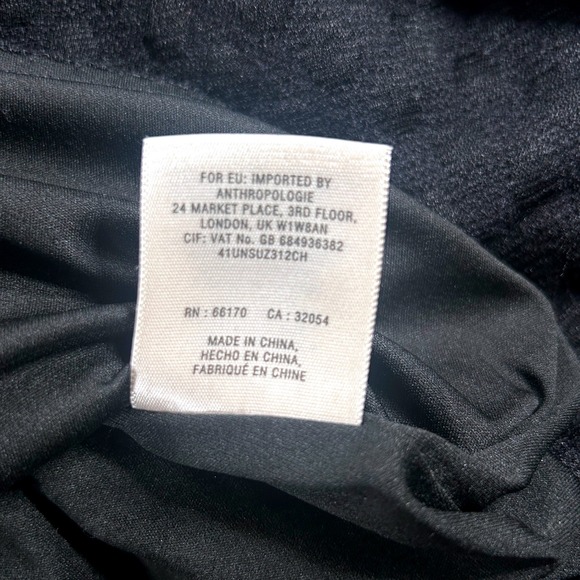 FOR EU: IMPORTED BY
ANTHROPOLOGIE
24 MARKET PLACE, 3RD FLOOR,
LONDON, UK W1W8AN
CIF: VAT No. GB 684936382
41UNSUZ312CH
RN : 66170 CA : 32054
MADE IN CHINA,
HECHO EN CHINA,
FABRIQUÉ EN CHINE